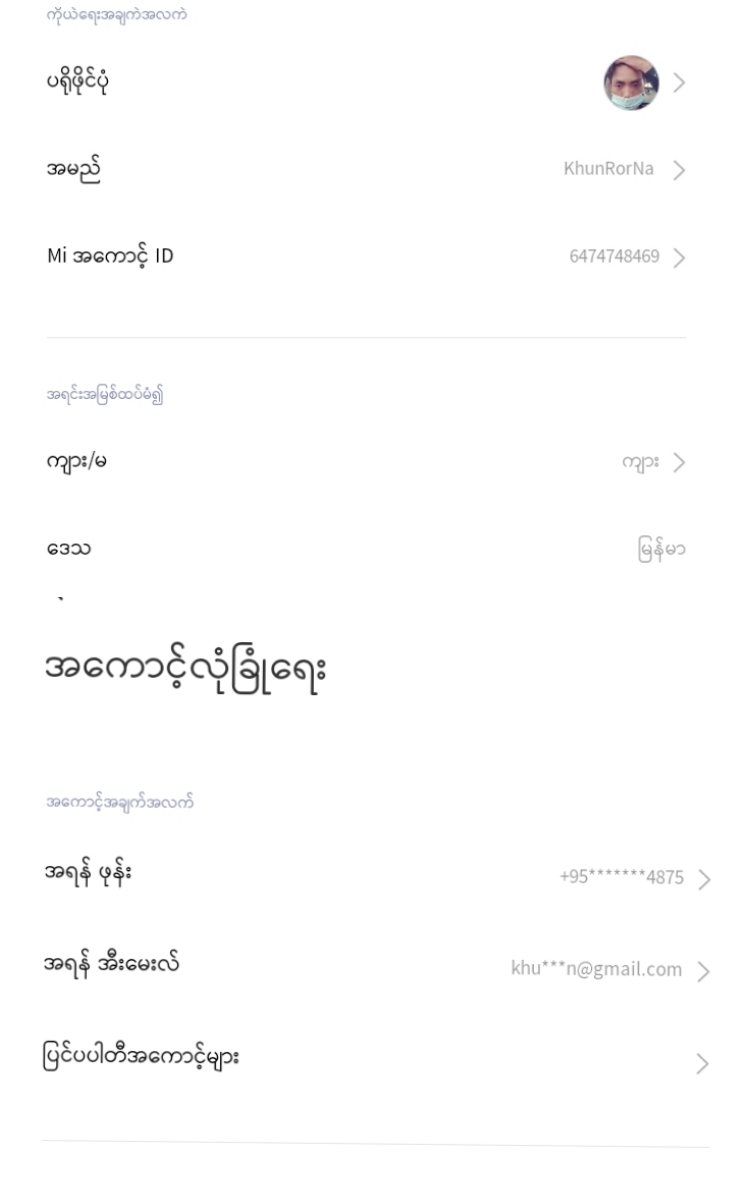 ကိုယ်ရေးအချက်အလက်
ပရိုဖိုင်ပုံ
အမည် KhunRorNa
Mi အကောင့် ID 6474748469
အရင်းအမြစ်ထပ်မံ၍
ကျား/မ ကျား
ဒေသ မြန်မာ
အကောင့်လုံခြုံရေး
အကောင့်အချက်အလက်
အရန် ဖုန်း +95*******4875
အရန် အီးမေးလ် khu***n@gmail.com
ပြင်ပပါတီအကောင့်များ